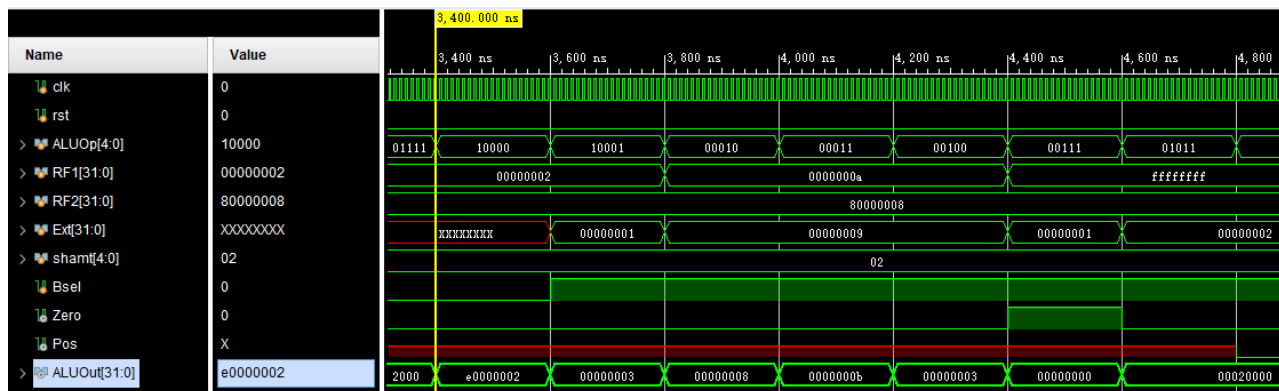 3,400.000 ns
Name Value 3,400 ns 3,600 ns 3,800 ns 4,000 ns 4,200 ns 4,400 ns 4,600 ns 4,800
clk 0
rst 0
ALUOp[4:0] 10000 01111 10000 10001 00010 00011 00100 00111 01011
RF1[31:0] 00000002 00000002 0000000a ffffffff
RF2[31:0] 80000008 80000008
Ext[31:0] XXXXXXXX XXXXXXXX 00000001 00000009 00000001 00000002
shamt[4:0] 02 02
Bsel 0
Zero 0
Pos X
ALUOut[31:0] e0000002 2000 e0000002 00000003 00000008 0000000b 00000003 00000000 00020000